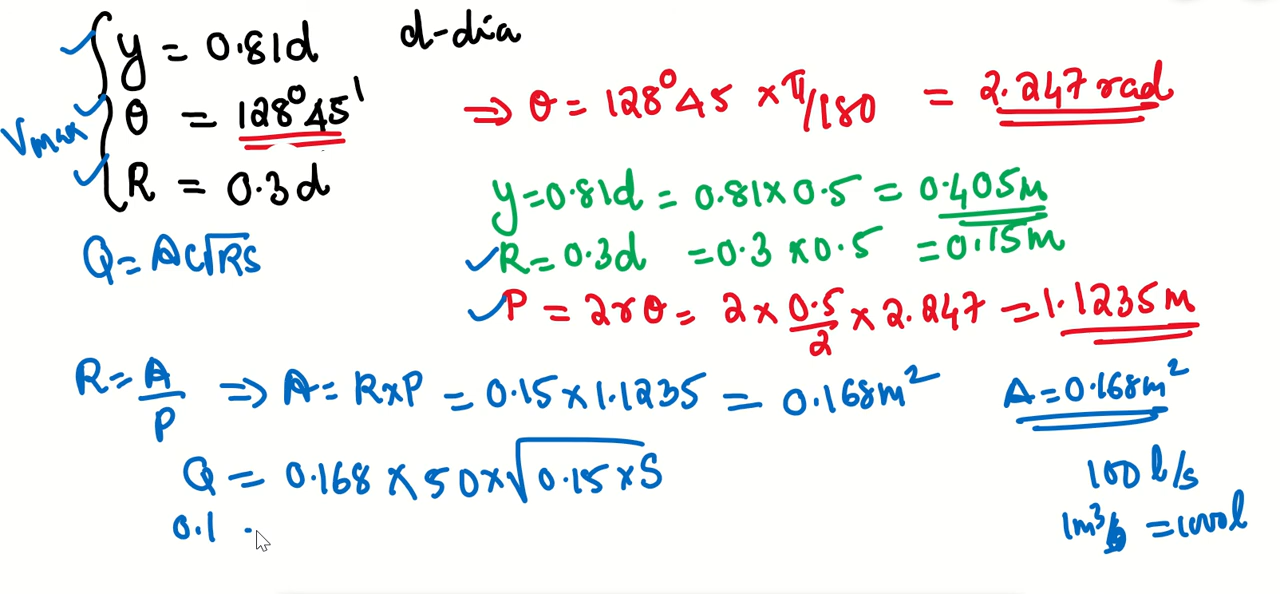 y = 0.81d d-dia
θ = 128°45' ⇒ θ = 128°45 × π/180 = 2.247 rad
Vmax
R = 0.3d
y=0.81d = 0.81×0.5 = 0.405m
Q = AC√RS
R=0.3d =0.3×0.5 =0.15m
P = 2rθ = 2 × 0.5/2 × 2.247 = 1.1235m
R = A/P ⇒ A = R×P = 0.15×1.1235 = 0.168m² A=0.168m²
Q = 0.168 × 50×√0.15×S 100 l/s
0.1 1m³/s =1000l